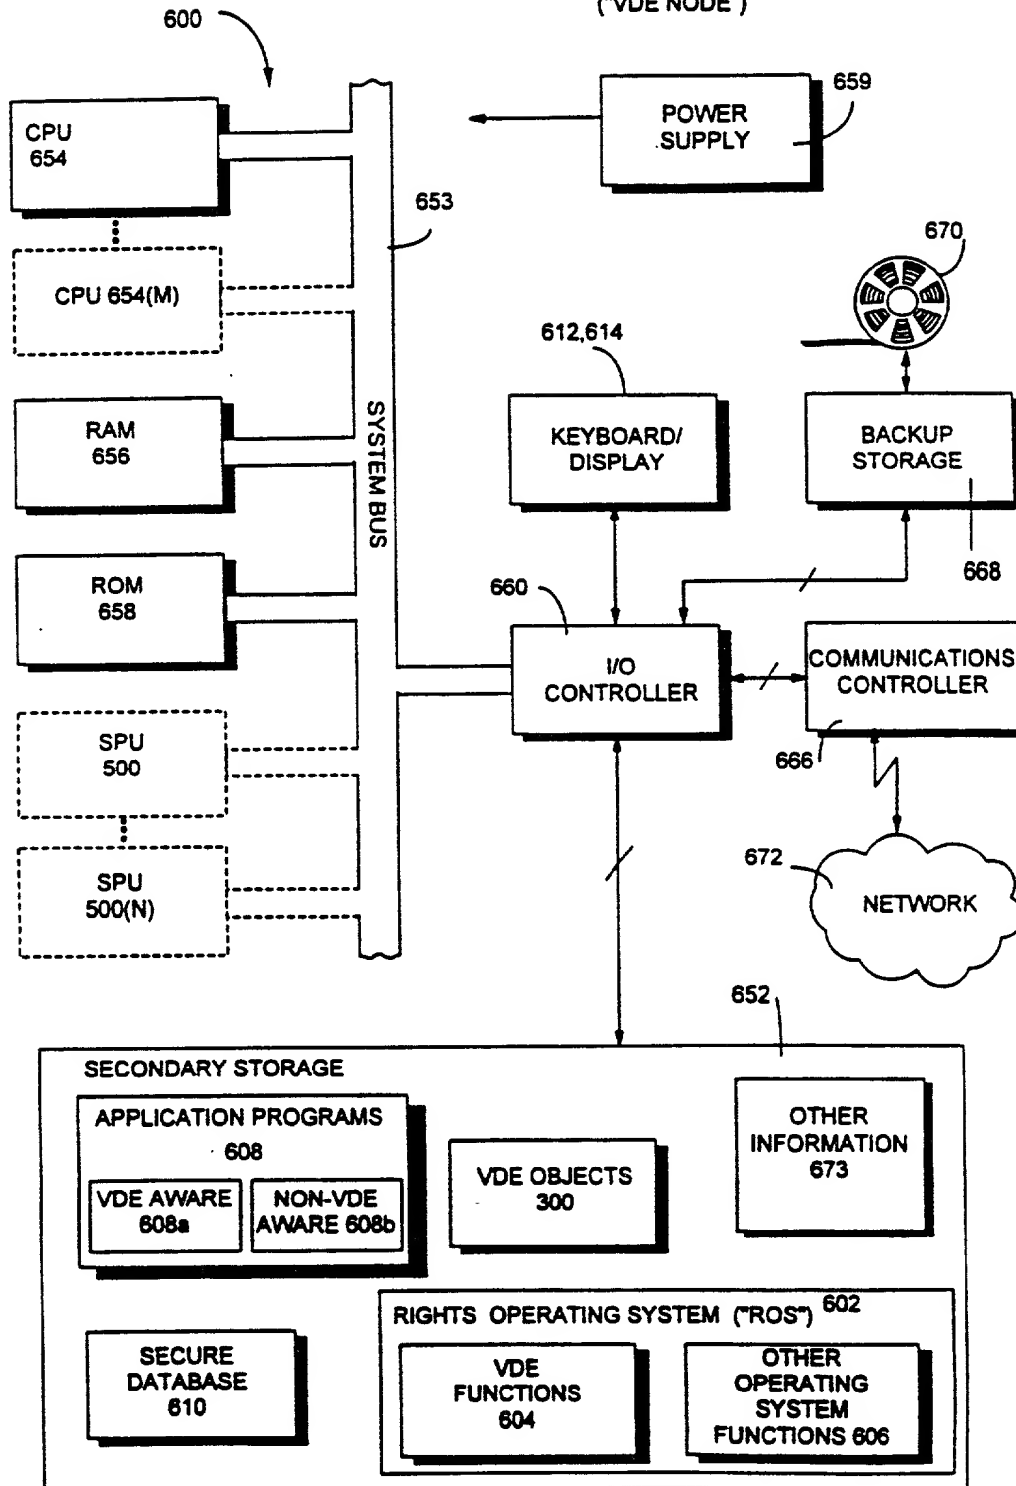 ("VDE NODE")
600
CPU
654
POWER
SUPPLY
659
653
CPU 654(M)
670
612,614
RAM
656
SYSTEM BUS
KEYBOARD/
DISPLAY
BACKUP
STORAGE
668
ROM
658
660
I/O
CONTROLLER
COMMUNICATIONS
CONTROLLER
666
SPU
500
SPU
500(N)
672
NETWORK
652
SECONDARY STORAGE
APPLICATION PROGRAMS
608
VDE AWARE
608a
NON-VDE
AWARE 608b
VDE OBJECTS
300
OTHER
INFORMATION
673
SECURE
DATABASE
610
RIGHTS OPERATING SYSTEM ("ROS") 602
VDE
FUNCTIONS
604
OTHER
OPERATING
SYSTEM
FUNCTIONS 606